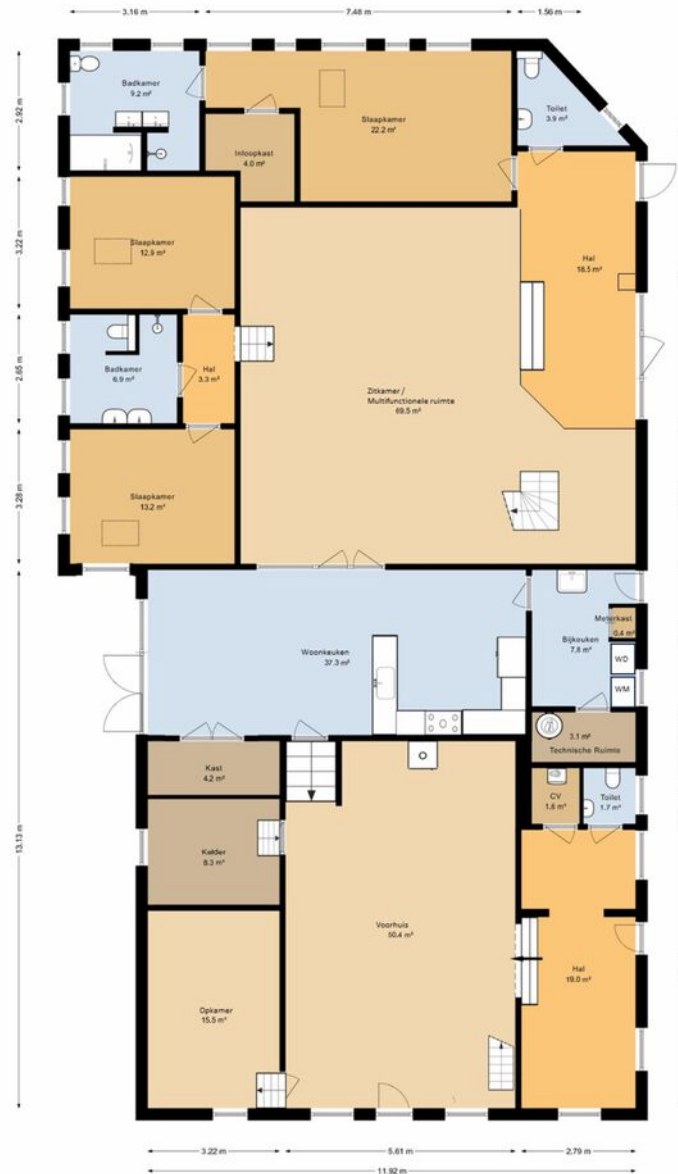 3.16 m
7.48 m
1.56 m
2.92 m
3.22 m
2.65 m
3.28 m
13.13 m
Badkamer
9.2 m²
Slaapkamer
22.2 m²
Toilet
3.9 m²
Inloopkast
4.0 m²
Slaapkamer
12.9 m²
Hal
18.5 m²
Badkamer
6.9 m²
Hal
3.3 m²
Zitkamer /
Multifunctionele ruimte
69.5 m²
Slaapkamer
13.2 m²
Woonkeuken
37.3 m²
Meterkast
0.4 m²
Bijkeuken
7.8 m²
WD
WM
3.1 m²
Technische Ruimte
Kast
4.2 m²
CV
1.6 m²
Toilet
1.7 m²
Kelder
8.3 m²
Voorhuis
50.4 m²
Hal
19.0 m²
Opkamer
15.5 m²
3.22 m
5.61 m
2.79 m
11.92 m